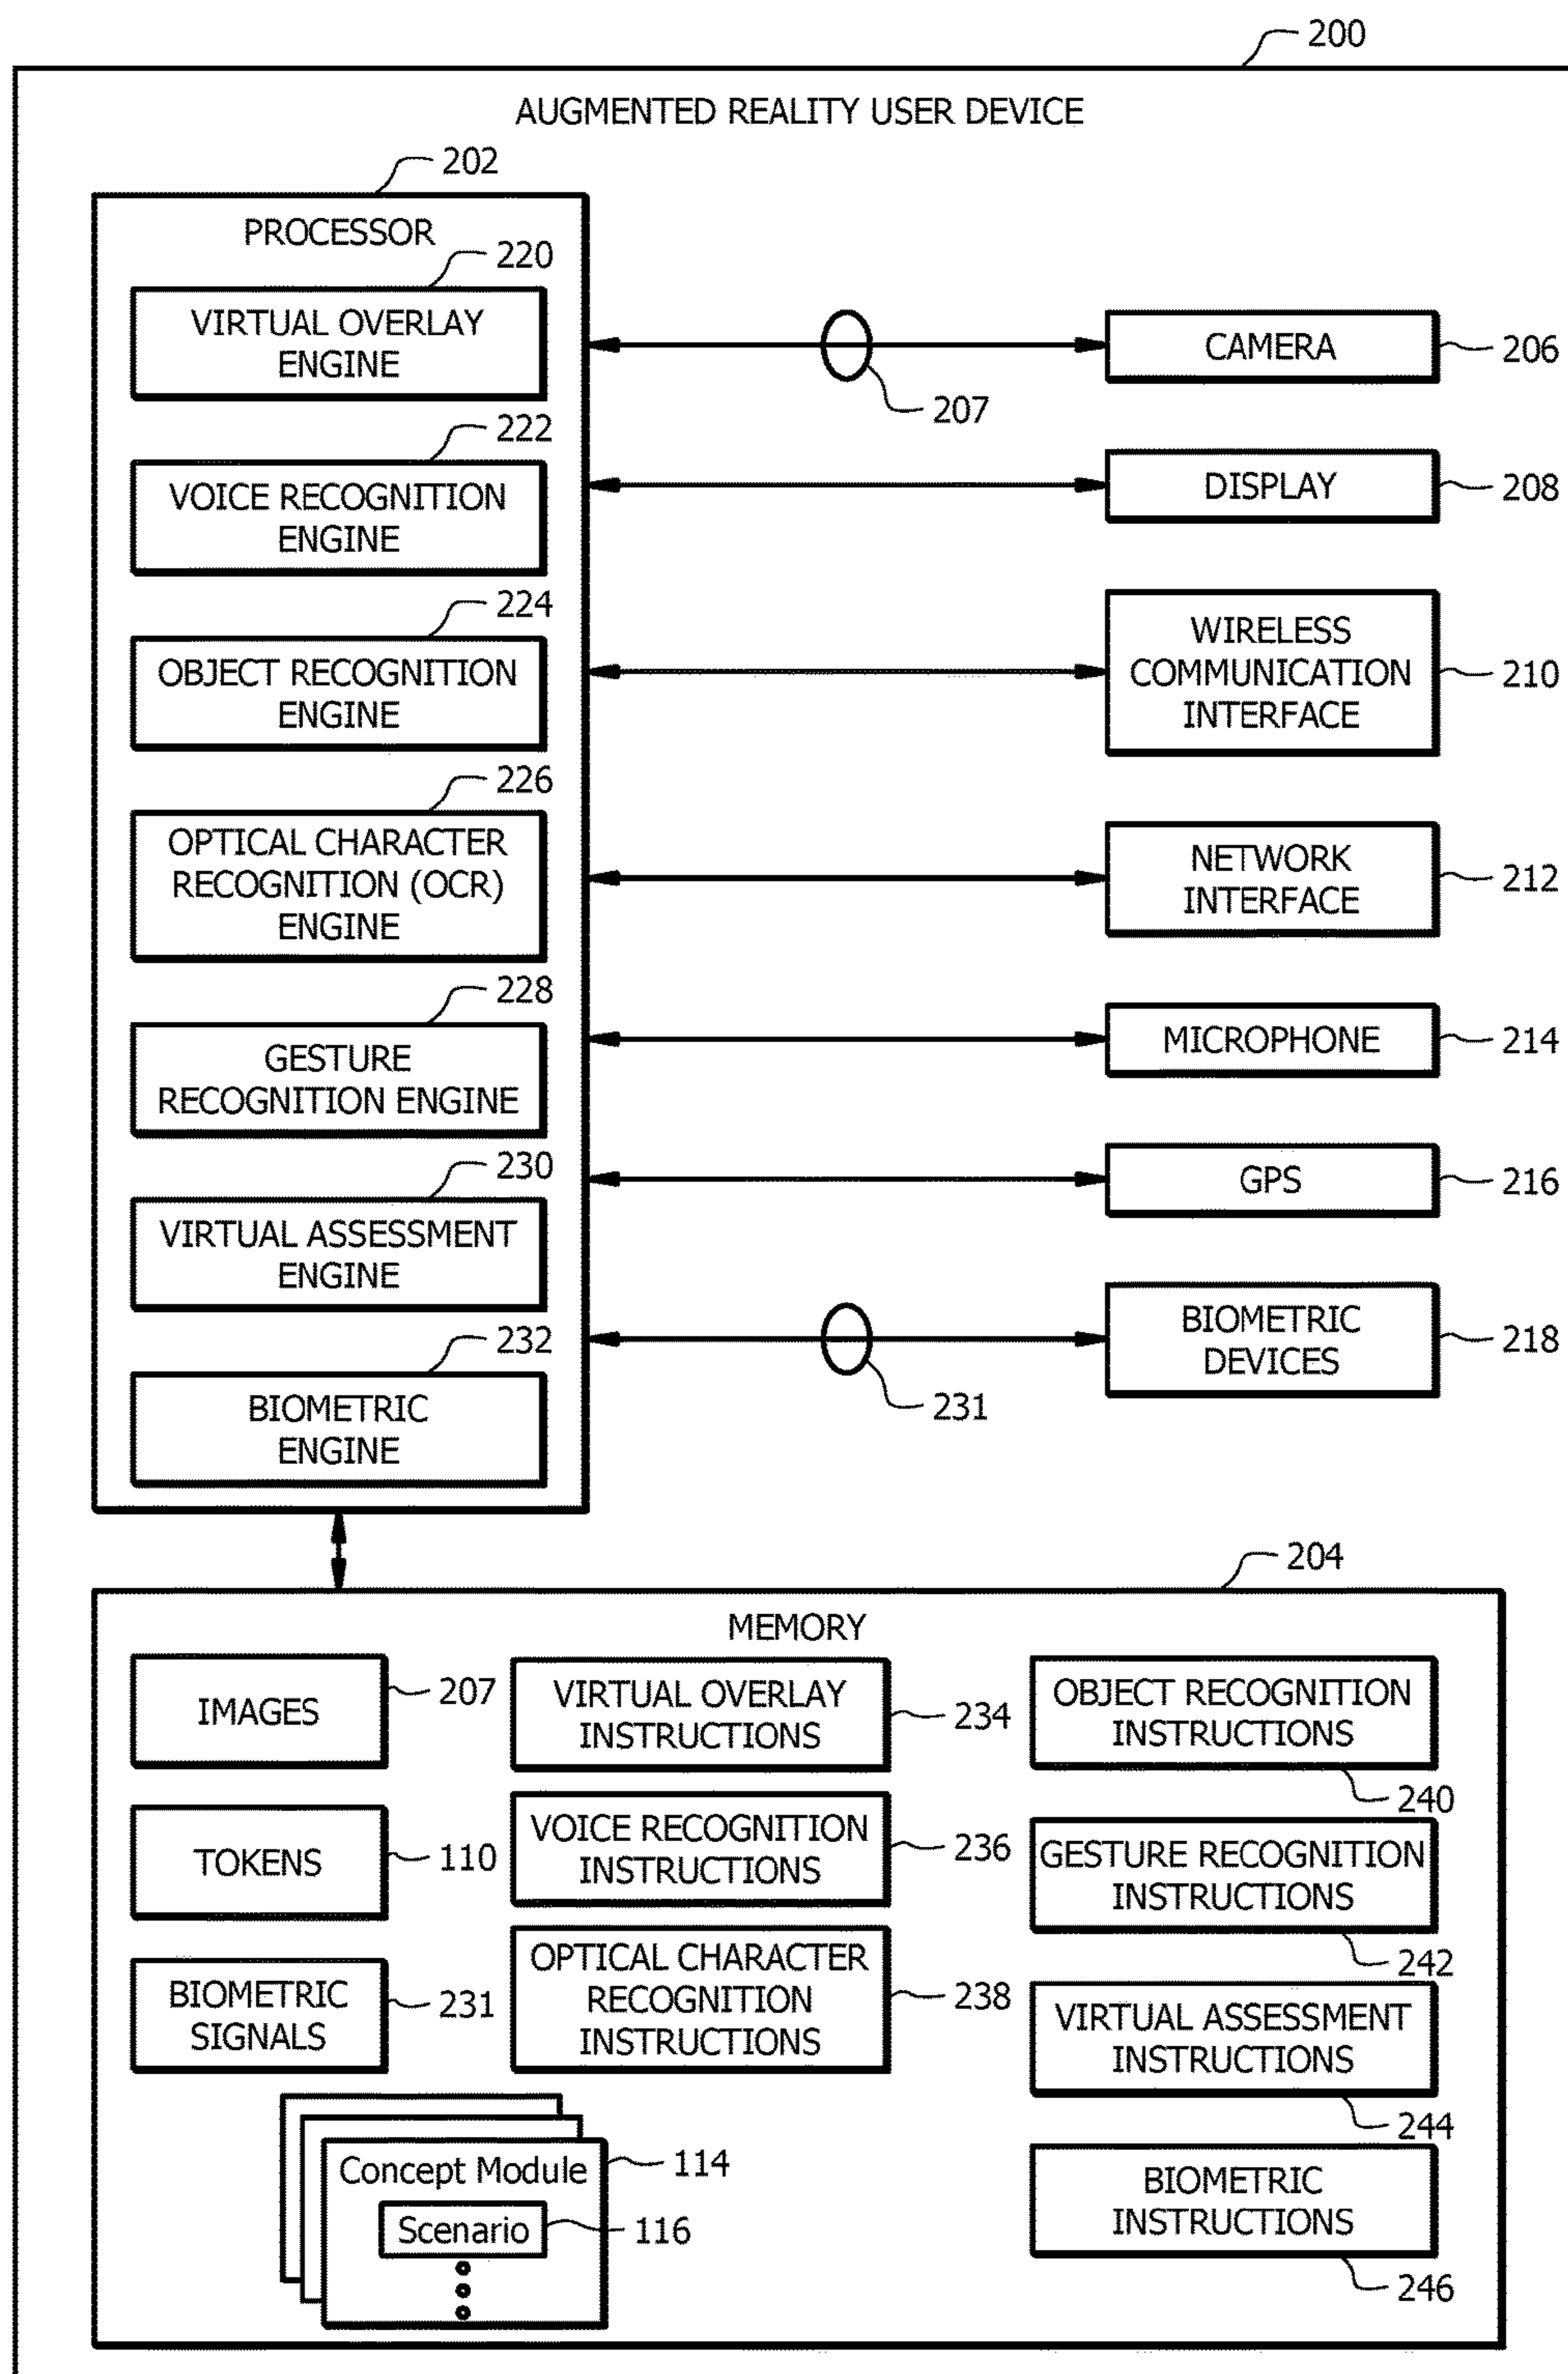 200
AUGMENTED REALITY USER DEVICE
202
PROCESSOR
220
VIRTUAL OVERLAY
ENGINE
222
VOICE RECOGNITION
ENGINE
224
OBJECT RECOGNITION
ENGINE
226
OPTICAL CHARACTER
RECOGNITION (OCR)
ENGINE
228
GESTURE
RECOGNITION ENGINE
230
VIRTUAL ASSESSMENT
ENGINE
232
BIOMETRIC
ENGINE
207
CAMERA
206
DISPLAY
208
WIRELESS
COMMUNICATION
INTERFACE
210
NETWORK
INTERFACE
212
MICROPHONE
214
GPS
216
BIOMETRIC
DEVICES
218
231
204
MEMORY
IMAGES
207
TOKENS
110
BIOMETRIC
SIGNALS
231
Concept Module
114
Scenario
116
VIRTUAL OVERLAY
INSTRUCTIONS
234
VOICE RECOGNITION
INSTRUCTIONS
236
OPTICAL CHARACTER
RECOGNITION
INSTRUCTIONS
238
OBJECT RECOGNITION
INSTRUCTIONS
240
GESTURE RECOGNITION
INSTRUCTIONS
242
VIRTUAL ASSESSMENT
INSTRUCTIONS
244
BIOMETRIC
INSTRUCTIONS
246